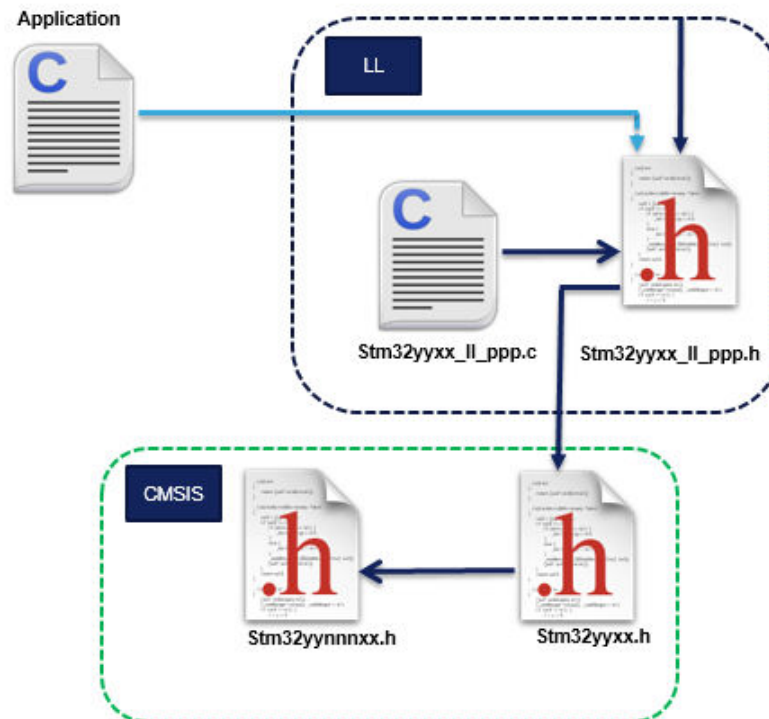 Application
LL
C
C
.h
Stm32yyxx_ll_ppp.c
Stm32yyxx_ll_ppp.h
CMSIS
.h
.h
Stm32yynnnxx.h
Stm32yyxx.h